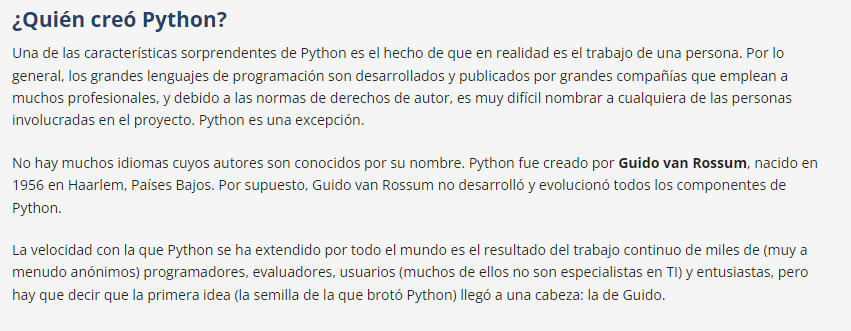 ¿Quién creó Python?
Una de las características sorprendentes de Python es el hecho de que en realidad es el trabajo de una persona. Por lo
general, los grandes lenguajes de programación son desarrollados y publicados por grandes compañías que emplean a
muchos profesionales, y debido a las normas de derechos de autor, es muy difícil nombrar a cualquiera de las personas
involucradas en el proyecto. Python es una excepción.
No hay muchos idiomas cuyos autores son conocidos por su nombre. Python fue creado por Guido van Rossum, nacido en
1956 en Haarlem, Países Bajos. Por supuesto, Guido van Rossum no desarrolló y evolucionó todos los componentes de
Python.
La velocidad con la que Python se ha extendido por todo el mundo es el resultado del trabajo continuo de miles de (muy a
menudo anónimos) programadores, evaluadores, usuarios (muchos de ellos no son especialistas en TI) y entusiastas, pero
hay que decir que la primera idea (la semilla de la que brotó Python) llegó a una cabeza: la de Guido.